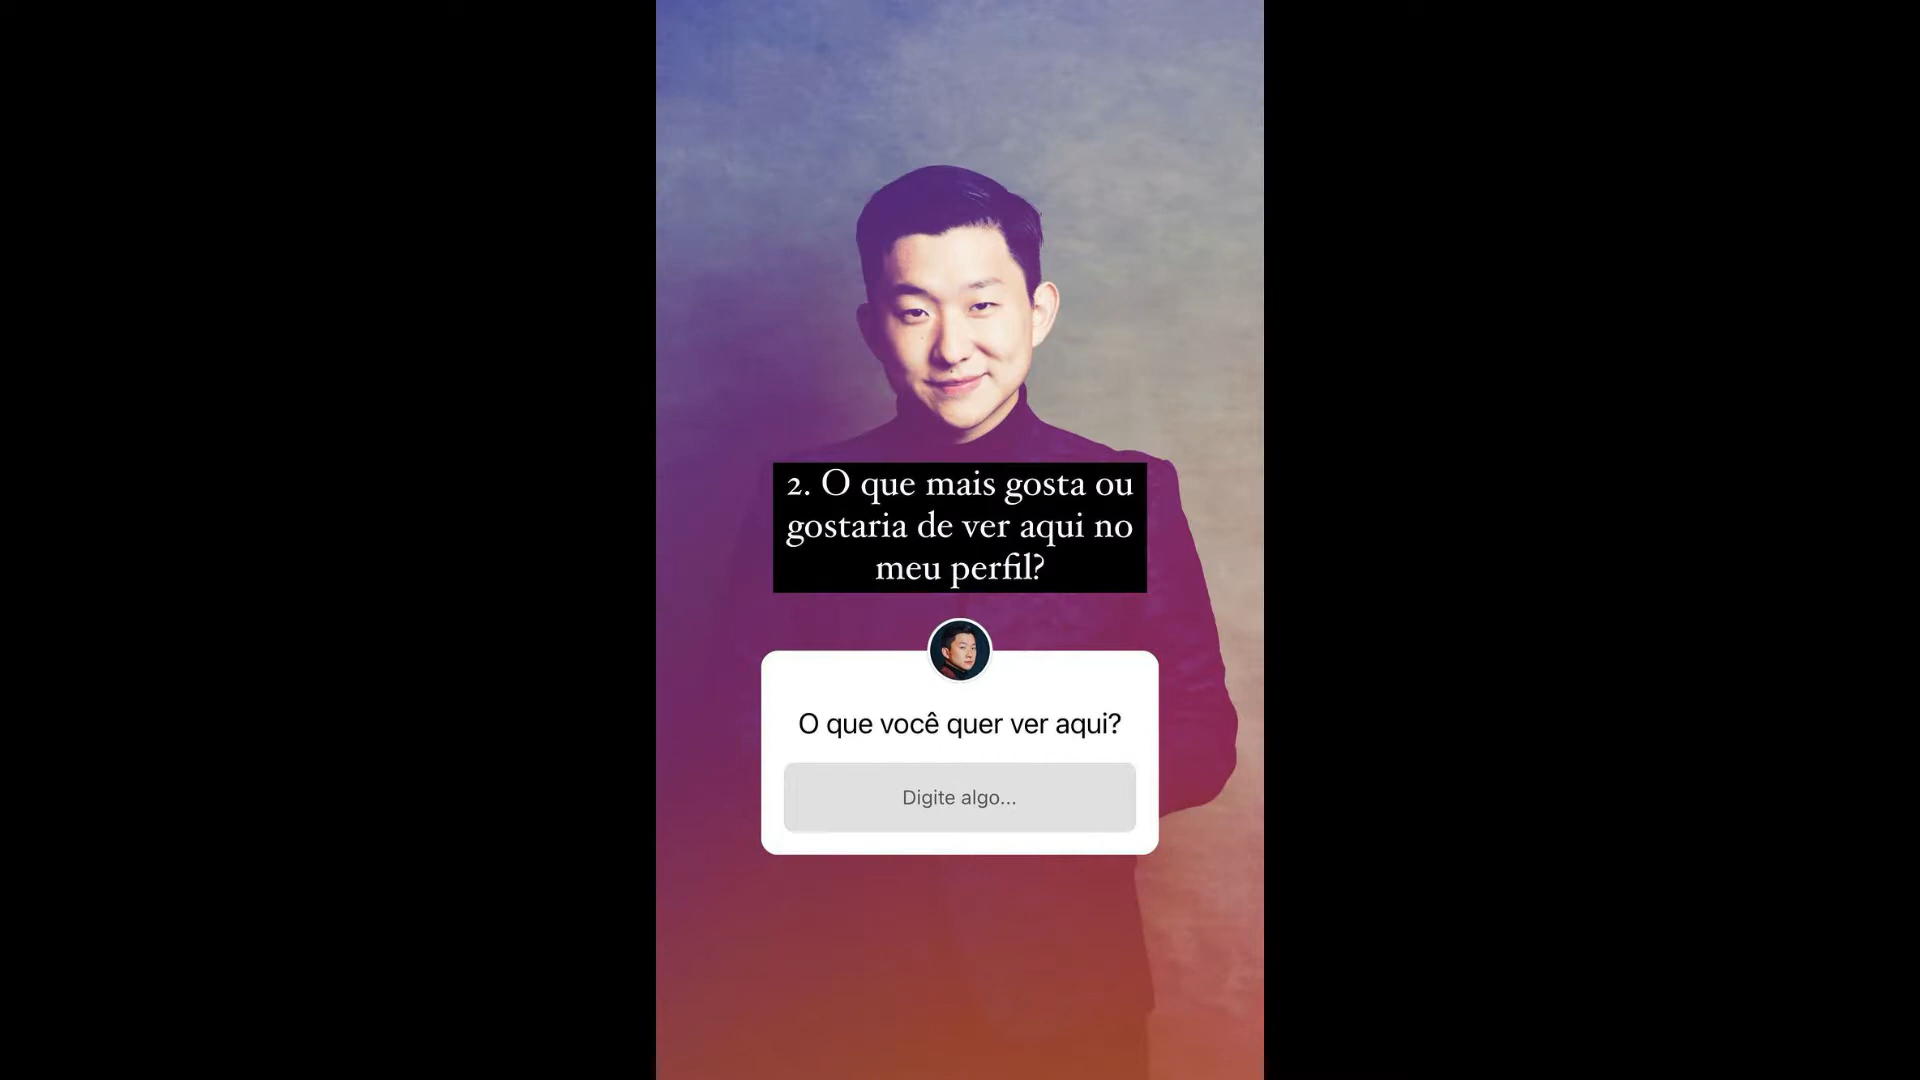 2. O que mais gosta ou
gostaria de ver aqui no
meu perfil?
O que você quer ver aqui?
Digite algo...